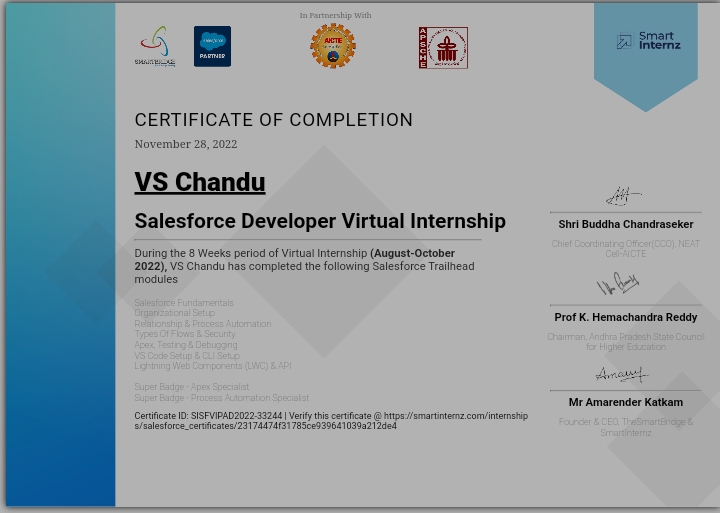 In Partnership With
SMARTBRIDGE
salesforce
PARTNER
AICTE
APSCHE
Smart
Internz
CERTIFICATE OF COMPLETION
November 28, 2022
VS Chandu
Salesforce Developer Virtual Internship
During the 8 Weeks period of Virtual Internship (August-October
2022), VS Chandu has completed the following Salesforce Trailhead
modules
Salesforce Fundamentals
Organizational Setup
Relationship & Process Automation
Types Of Flows & Security
Apex, Testing & Debugging
VS Code Setup & CLI Setup
Lightning Web Components (LWC) & API
Super Badge - Apex Specialist
Super Badge - Process Automation Specialist
Certificate ID: SISFVIPAD2022-33244 | Verify this certificate @ https://smartinternz.com/internship
s/salesforce_certificates/23174474f31785ce939641039a212de4
Shri Buddha Chandraseker
Chief Coordinating Officer(CCO), NEAT
Cell-AICTE
Prof K. Hemachandra Reddy
Chairman, Andhra Pradesh State Council
for Higher Education
Mr Amarender Katkam
Founder & CEO, TheSmartBridge &
SmartInternz